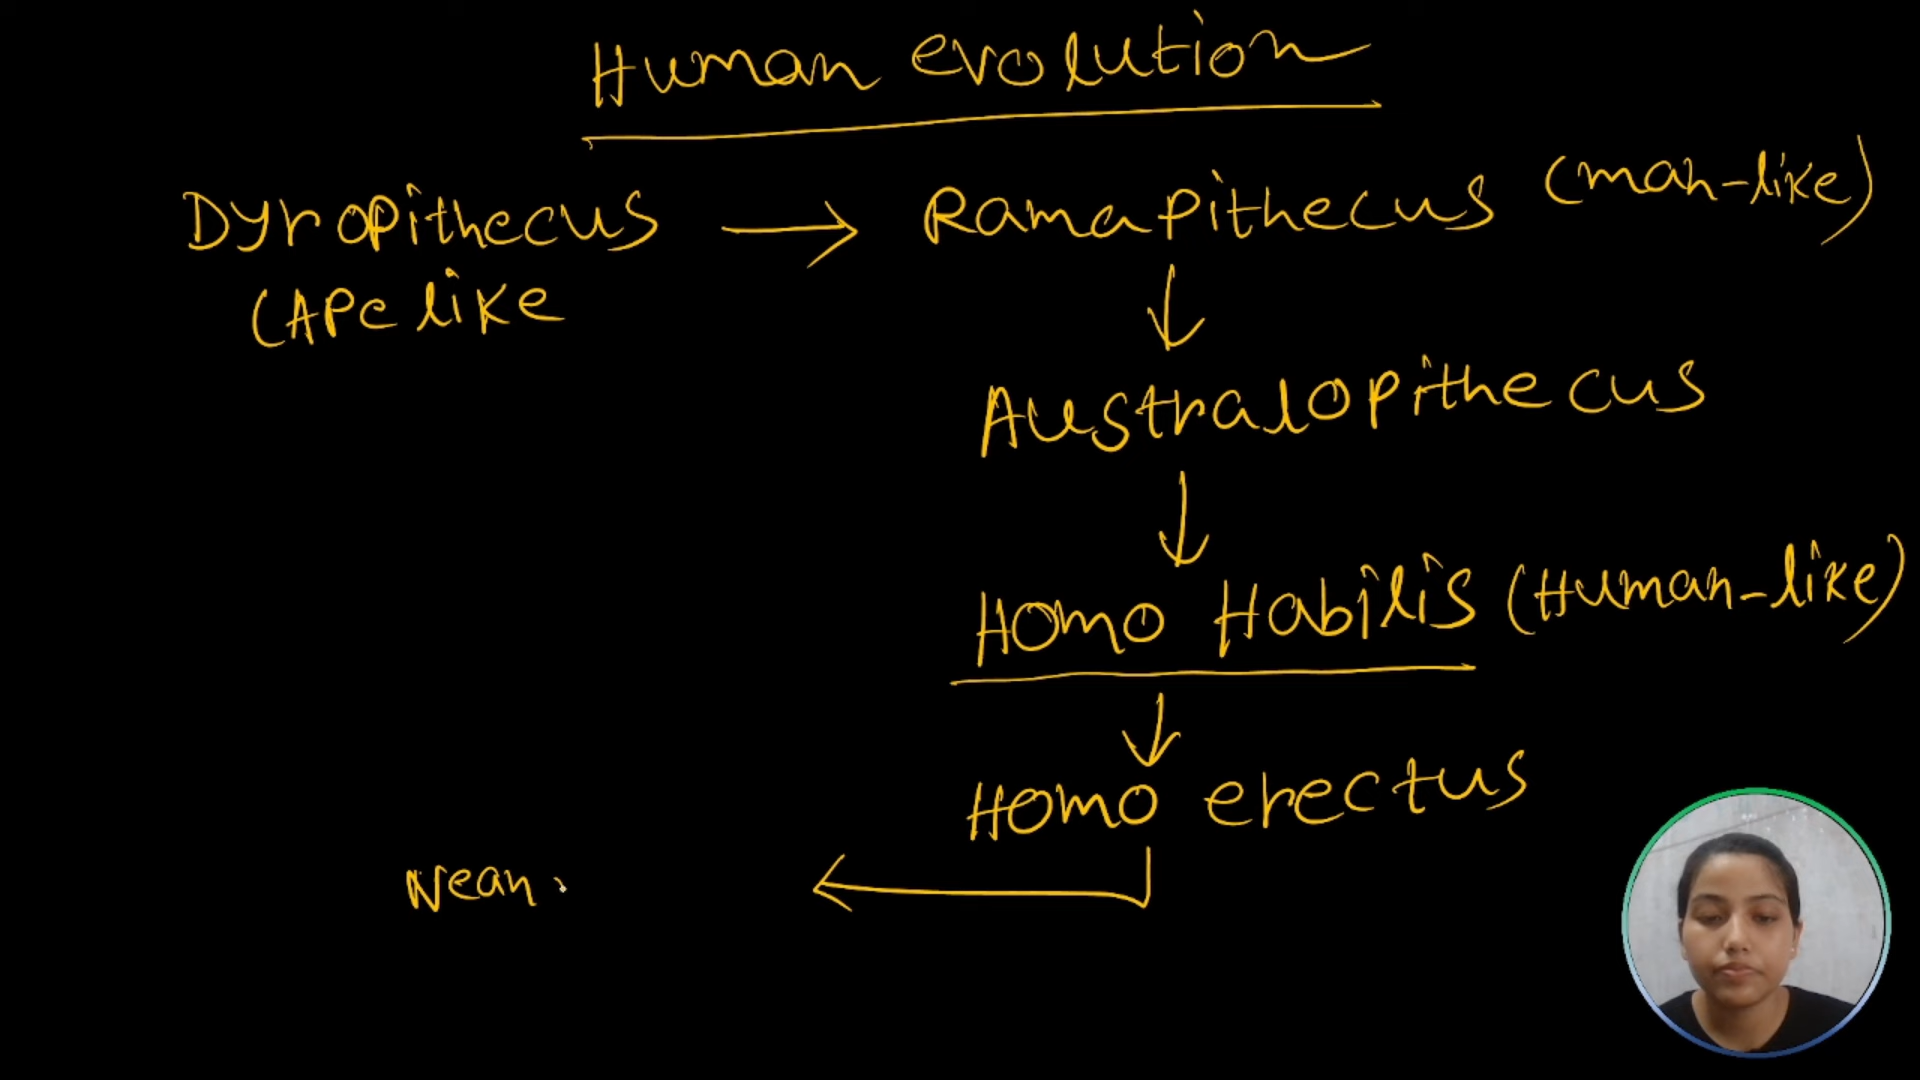 Human evolution
Dyropithecus → Ramapithecus (man-like)
(Ape like
↓
Australopithecus
↓
Homo Habilis (Human-like)
↓
Homo erectus
Nean ←